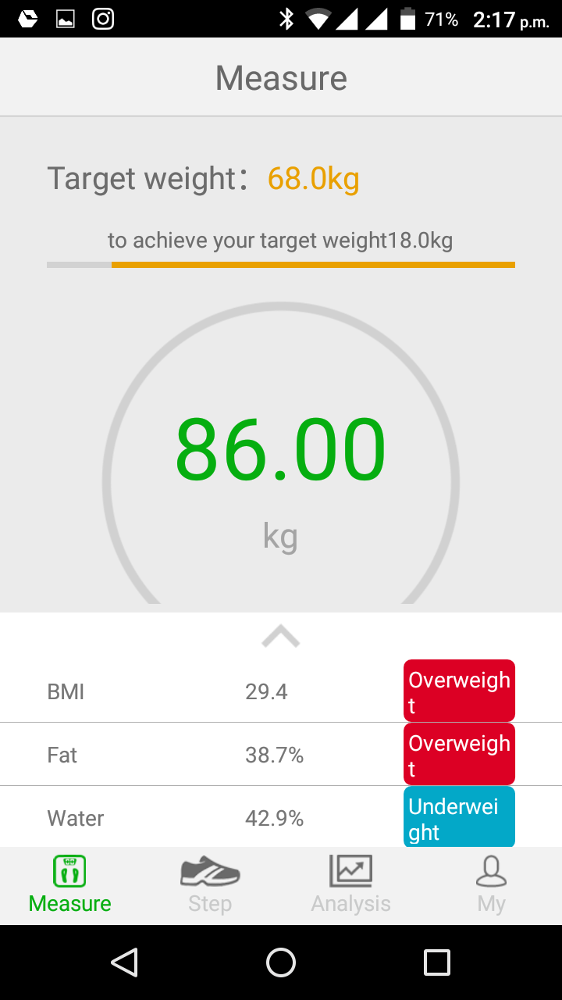 71% 2:17 p.m.
Measure
Target weight： 68.0kg
to achieve your target weight18.0kg
86.00
kg
BMI 29.4 Overweigh
t
Fat 38.7% Overweigh
t
Water 42.9% Underwei
ght
Measure Step Analysis My